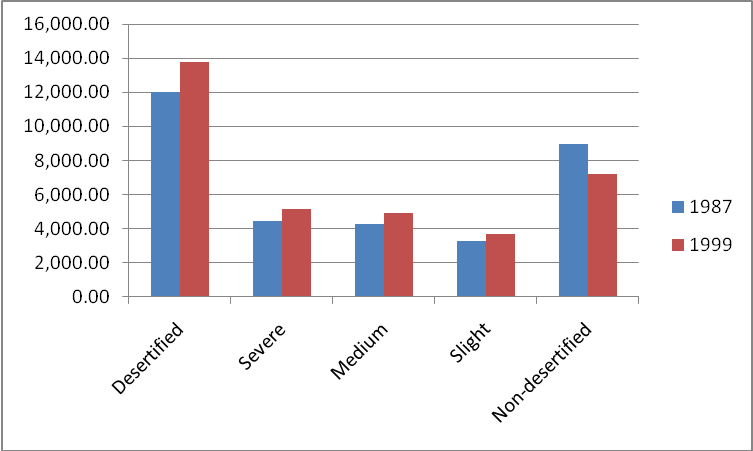 16,000.00
14,000.00
12,000.00
10,000.00
8,000.00
6,000.00
4,000.00
2,000.00
0.00
Desertified
Severe
Medium
Slight
Non-desertified
1987
1999